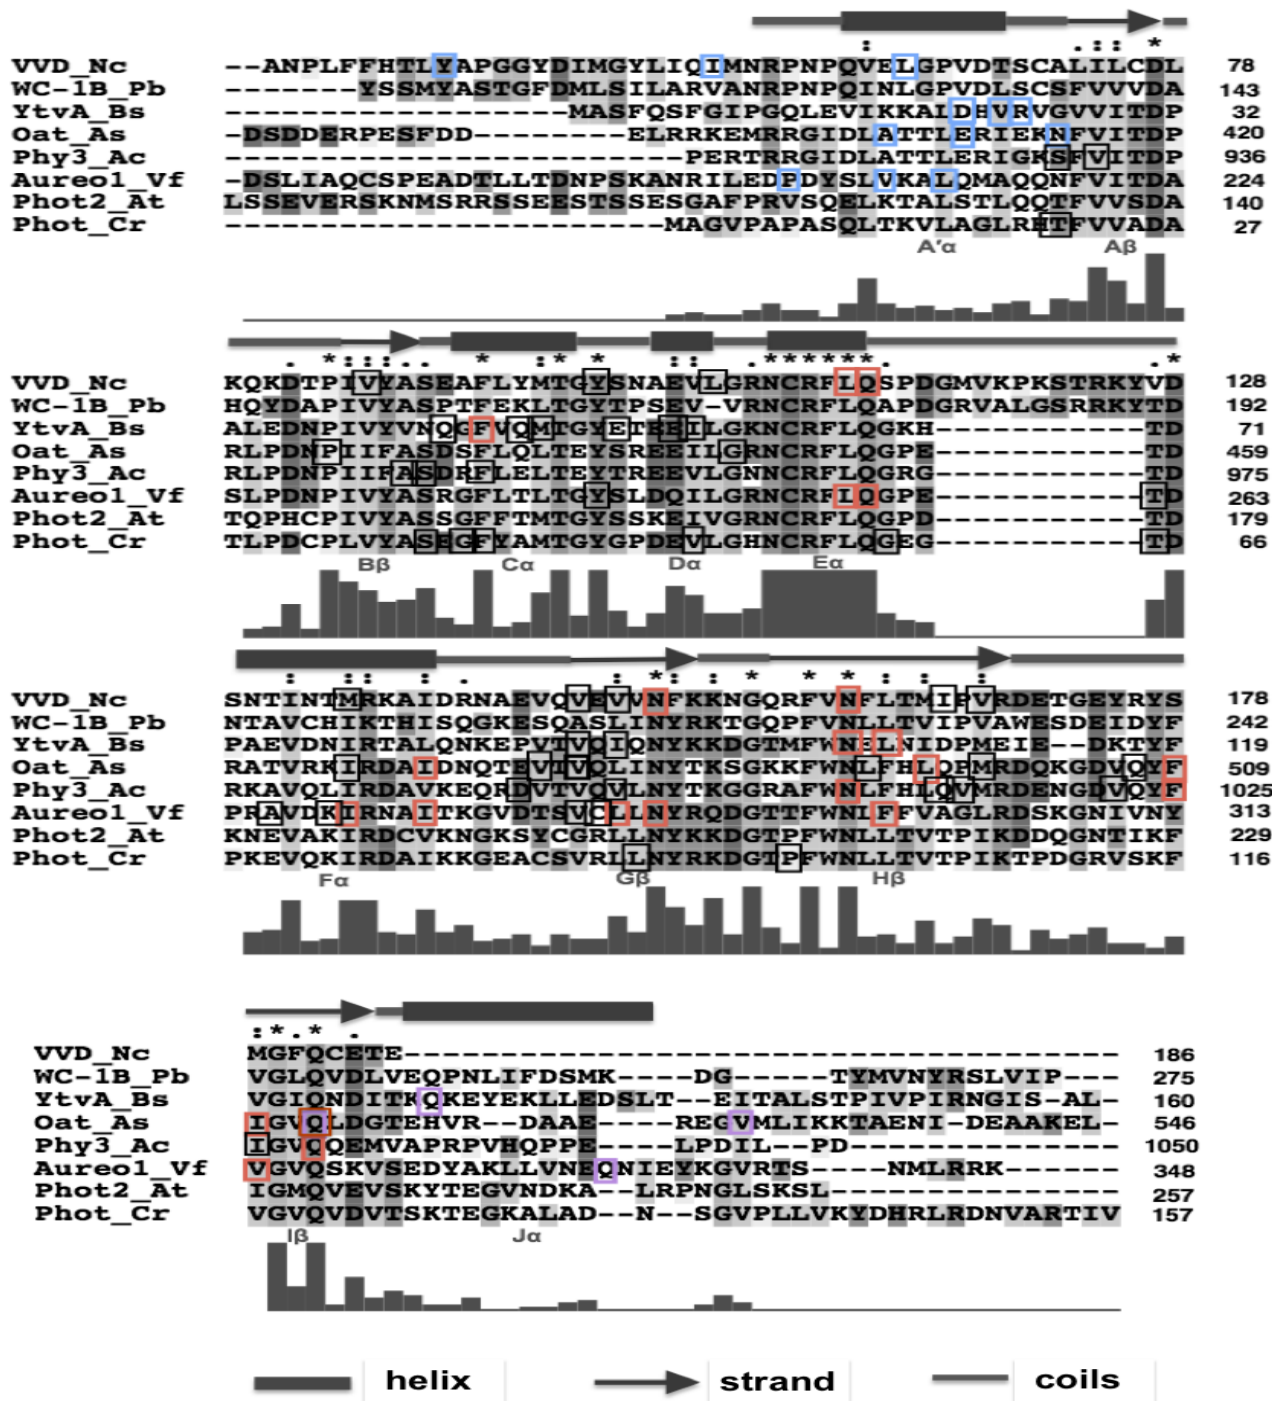 : . : : *
VVD_Nc --ANPLFFHTLYAPGGYDIMGYLIQIMNRPNPQVELGPVDTSCALILCDL 78
WC-1B_Pb -------YSSMYASTGFDMLSILARVANRPNPQINLGPVDLSCSFVVVDA 143
YtvA_Bs ------------------MASFQSFGIPGQLEVIKKALDHVRVGVVITDP 32
Oat_As -DSDDERPESFDD--------ELRRKEMRRGIDLATTLERIEKNFVITDP 420
Phy3_Ac ------------------------PERTRRGIDLATTLERIGKSFVITDP 936
Aureo1_Vf -DSLIAQCSPEADTLLTDNPSKANRILEDPDYSLVKALQMAQQNFVITDP 224
Phot2_At LSSEVERSKNMSRRSSEESTSSESGAFPRVSQELKTALSTLQQTFVVSDA 140
Phot_Cr -----------------------MAGVPAPASQLTKVLAGLRHTFVVADA 27
A'α Aβ
. * : : : . . * : * * : : . * * * * * * . *
VVD_Nc KQKDTPIVYASEAFLYMTGYSNAEVLGRNCRFLQSPDGMVKPKSTRKYVD 128
WC-1B_Pb HQYDAPIVYASPTFEKLTGYTPSEV-VRNCRFLQAPDGRVALGSRRKYTD 192
YtvA_Bs ALEDNPIVYVNQGFVQMTGYETEEILGKNCRFLQGKH-----------TD 71
Oat_As RLPDNPIIFASDSFLQLTEYSREEILGRNCRFLQGPE-----------TD 459
Phy3_Ac RLPDNPIIFASDRFLELTEYTREEVLGNNCRFLQGRG-----------TD 975
Aureo1_Vf SLPDNPIVYASRGFLTLTGYSLDQILGRNCRFLQGPE-----------TD 263
Phot2_At TQPHCPIVYASSGFFTMTGYSSKEIVGRNCRFLQGPD-----------TD 179
Phot_Cr TLPDCPLVYASEGFYAMTGYGPDEVLGHNCRFLQGEG-----------TD 66
Bβ Cα Dα Eα
: : : : . : * : * * * : :
VVD_Nc SNTINTMRKAIDRNAEVQVEVVNFKKNGQRFVNFLTMIPVRDETGEYRYS 178
WC-1B_Pb NTAVCHIKTHISQGKESQASLINYRKTGQPFVNLLTVIPVAWESDEIDYF 242
YtvA_Bs PAEVDNIRTALQNKEPVTVQIQNYKKDGTMFWNELNIDPMEIE--DKTYF 119
Oat_As RATVRKIRDAIDNQTEVTVQLINYTKSGKKFWNLFHLQPMRDQKGDVQYF 509
Phy3_Ac RKAVQLIRDAVKEQRDVTVQVLNYTKGGRAFWNLFHLQVMRDENGDVQYF 1025
Aureo1_Vf PRAVDKIRNAITKGVDTSVCLLNYRQDGTTFWNLFFVAGLRDSKGNIVNY 313
Phot2_At KNEVAKIRDCVKNGKSYCGRLLNYKKDGTPFWNLLTVTPIKDDQGNTIKF 229
Phot_Cr PKEVQKIRDAIKKGEACSVRLLNYRKDGTPFWNLLTVTPIKTPDGRVSKF 116
Fα Gβ Hβ
: * . * .
VVD_Nc MGFQCETE------------------------------------- 186
WC-1B_Pb VGLQVDLVEQPNLIFDSMK----DG-----TYMVNYRSLVIP--- 275
YtvA_Bs VGIQNDITKQKEYEKLLEDSLT--EITALSTPIVPIRNGIS-AL- 160
Oat_As IGVQLDGTEHVR--DAAE----REGVMLIKKTAENI-DEAAKEL- 546
Phy3_Ac IGVQQEMVAPRPVHQPPE----LPDIL--PD-------------- 1050
Aureo1_Vf VGVQSKVSEDYAKLLVNEQNIEYKGVRTS----NMLRRK------ 348
Phot2_At IGMQVEVSKYTEGVNDKA--LRPNGLSKSL--------------- 257
Phot_Cr VGVQVDVTSKTEGKALAD--N--SGVPLLVKYDHRLRDNVARTIV 157
Iβ Jα
helix strand coils